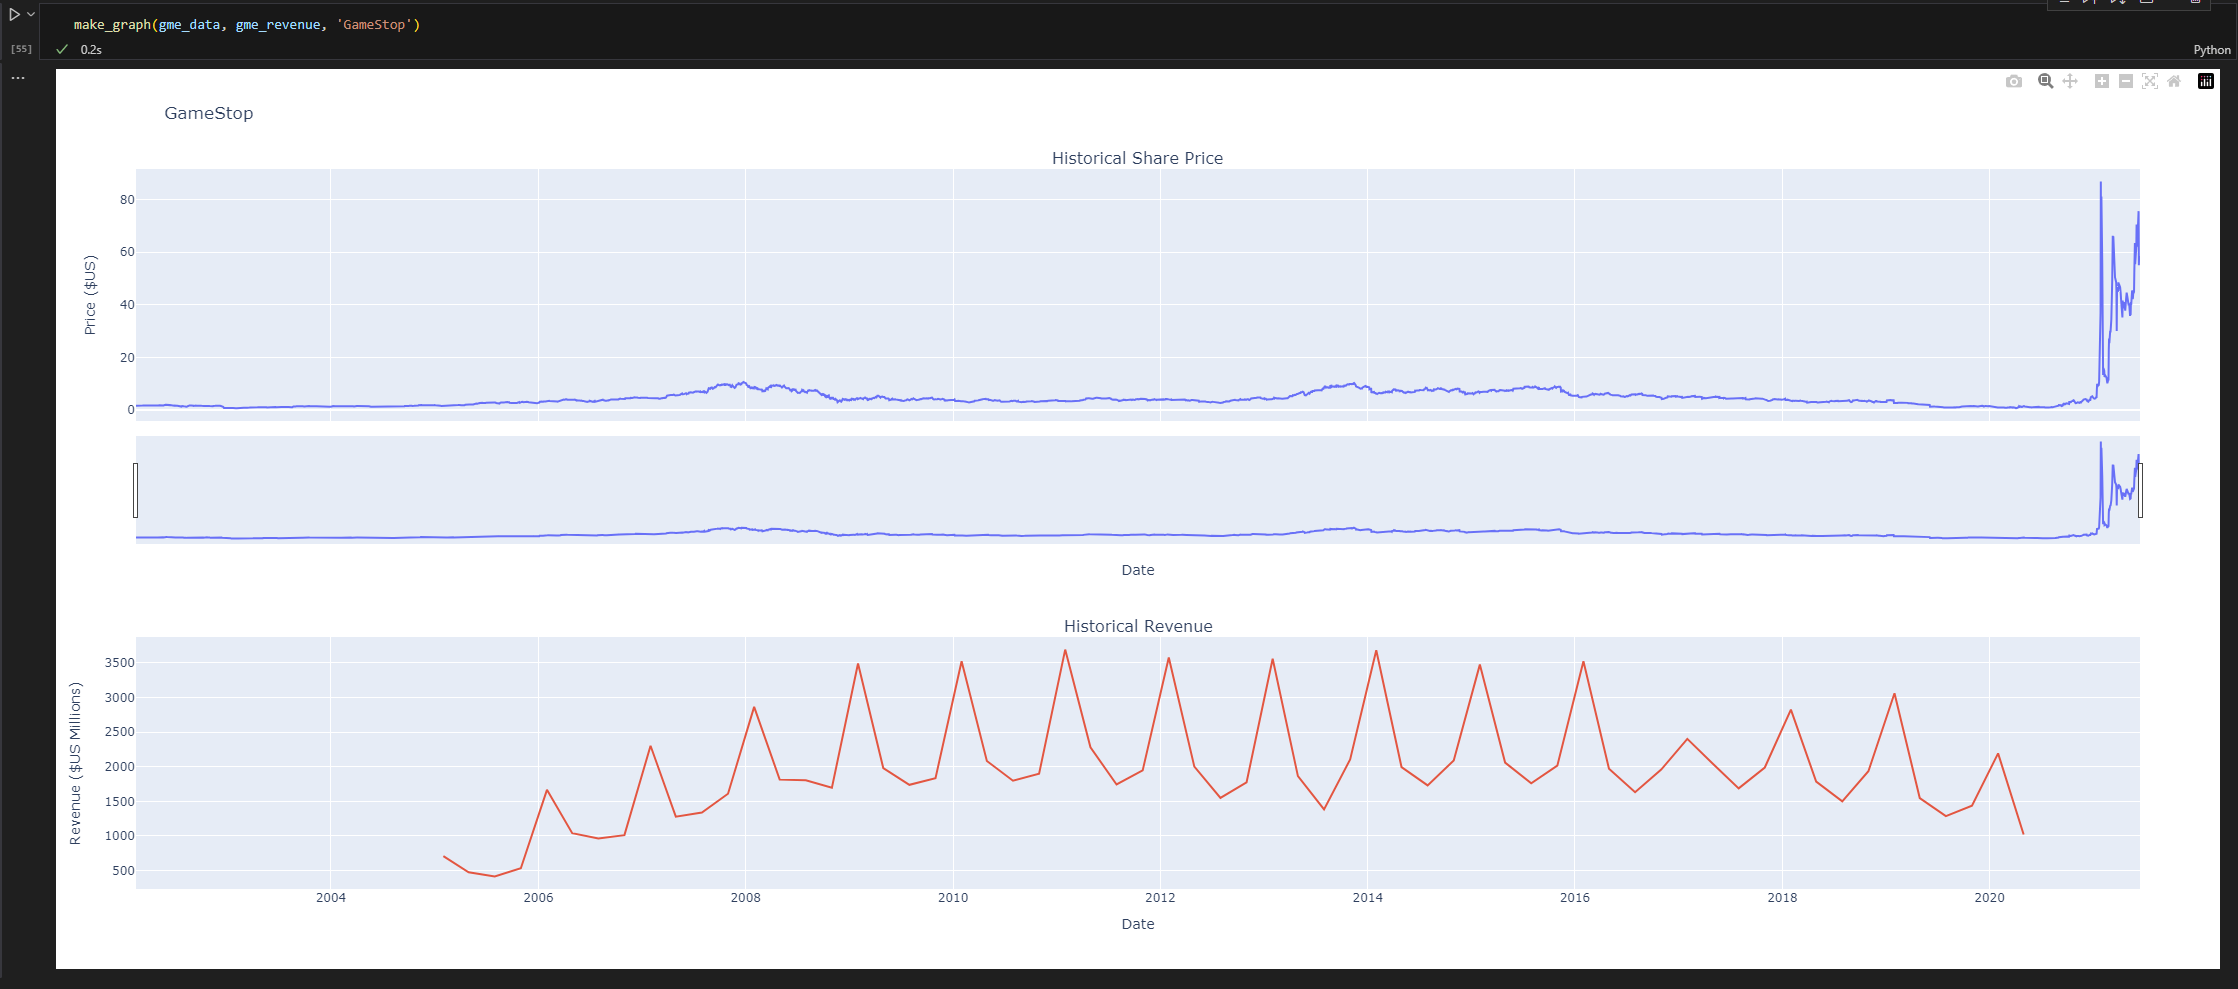 make_graph(gme_data, gme_revenue, 'GameStop')
[55]
0.2s
Python
...
GameStop
Historical Share Price
80
60
40
20
0
Price ($US)
Date
Historical Revenue
3500
3000
2500
2000
1500
1000
500
Revenue ($US Millions)
2004 2006 2008 2010 2012 2014 2016 2018 2020
Date